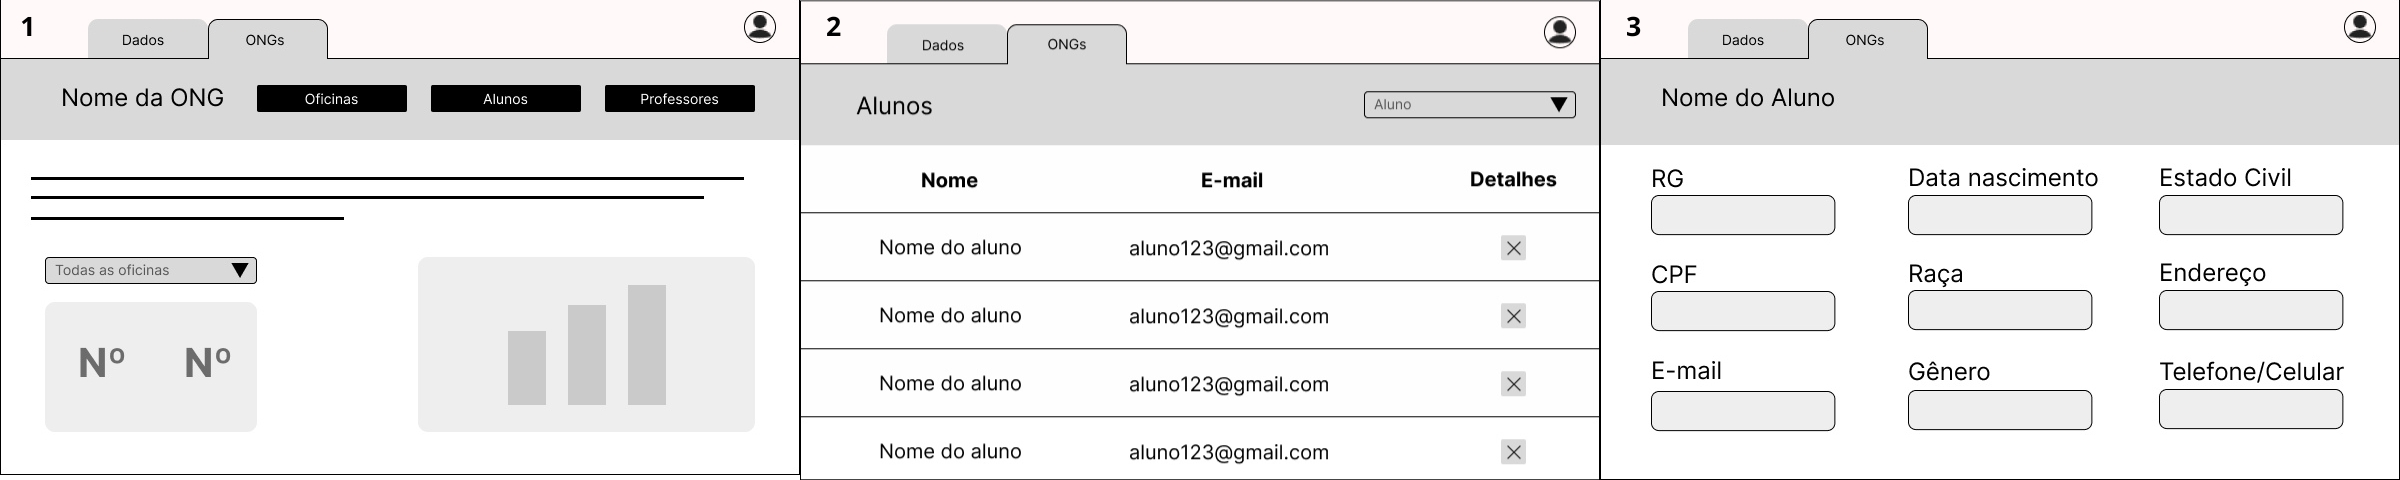 1
Dados
ONGs
Nome da ONG
Oficinas
Alunos
Professores
Todas as oficinas
Nº Nº
2
Dados
ONGs
Alunos
Aluno
Nome E-mail Detalhes
Nome do aluno aluno123@gmail.com
Nome do aluno aluno123@gmail.com
Nome do aluno aluno123@gmail.com
Nome do aluno aluno123@gmail.com
3
Dados
ONGs
Nome do Aluno
RG Data nascimento Estado Civil
CPF Raça Endereço
E-mail Gênero Telefone/Celular